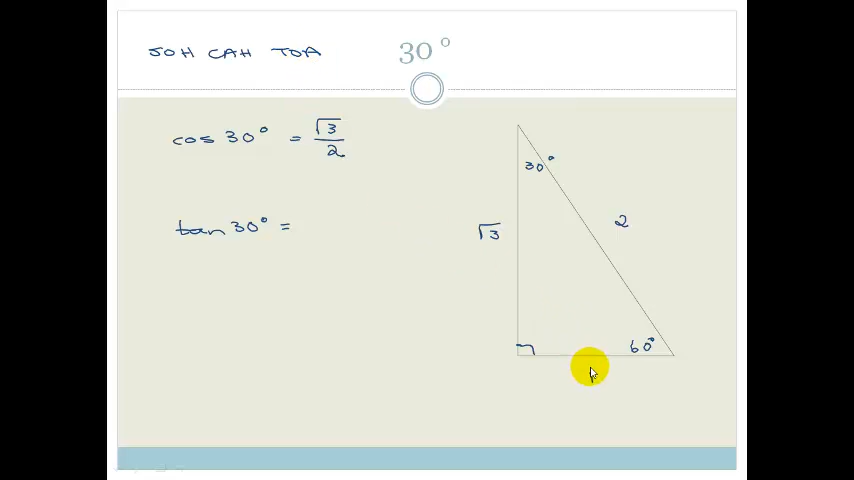 SOH CAH TOA
30°
cos 30° = √3/2
tan 30° =
30°
2
√3
60°